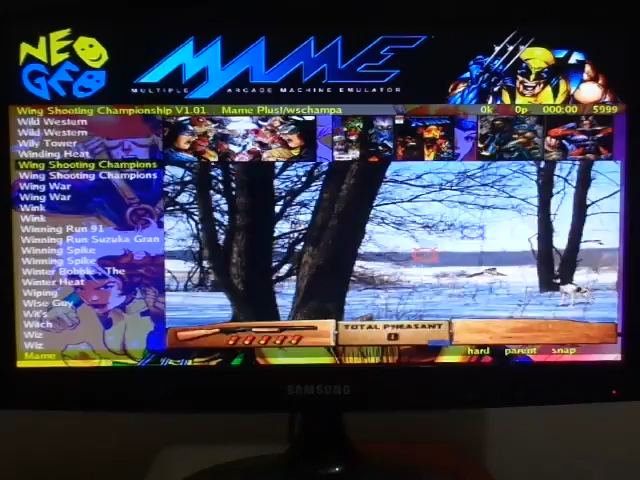 NEO
GEO
MAME
MULTIPLE ARCADE MACHINE EMULATOR
Wing Shooting Championship V1.01 Mame Plus!/wschampa 0k 0p 000:00 5999
Wild Western
Wild Western
Wily Tower
Winding Heat
Wing Shooting Champions
Wing Shooting Champions
Wing War
Wing War
Wink
Wink
Winning Run 91
Winning Run Suzuka Gran
Winning Spike
Winning Spike
Winter Bobble, The
Winter Heat
Wiping
Wise Guy
Wit's
Witch
Wiz
Wiz
Mame
TOTAL PHEASANT
0
hard parent snap
SAMSUNG